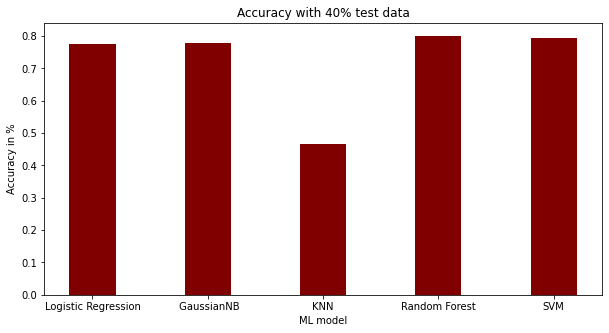 Accuracy with 40% test data
Accuracy in %
0.8
0.7
0.6
0.5
0.4
0.3
0.2
0.1
0.0
Logistic Regression GaussianNB KNN Random Forest SVM
ML model